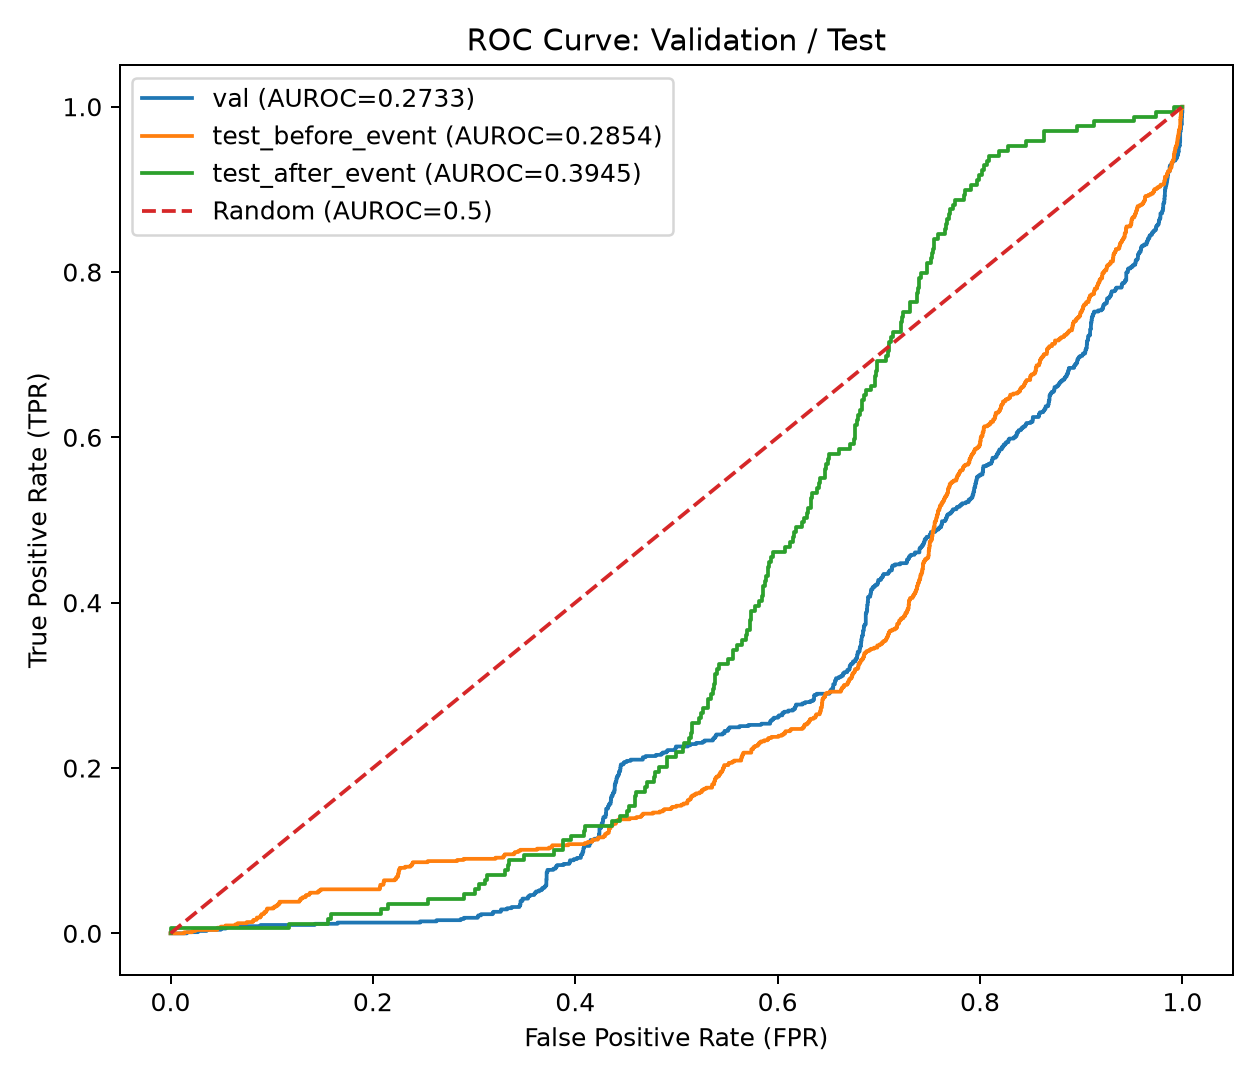 ROC Curve: Validation / Test
val (AUROC=0.2733)
test_before_event (AUROC=0.2854)
test_after_event (AUROC=0.3945)
Random (AUROC=0.5)
True Positive Rate (TPR)
1.0
0.8
0.6
0.4
0.2
0.0
0.0 0.2 0.4 0.6 0.8 1.0
False Positive Rate (FPR)